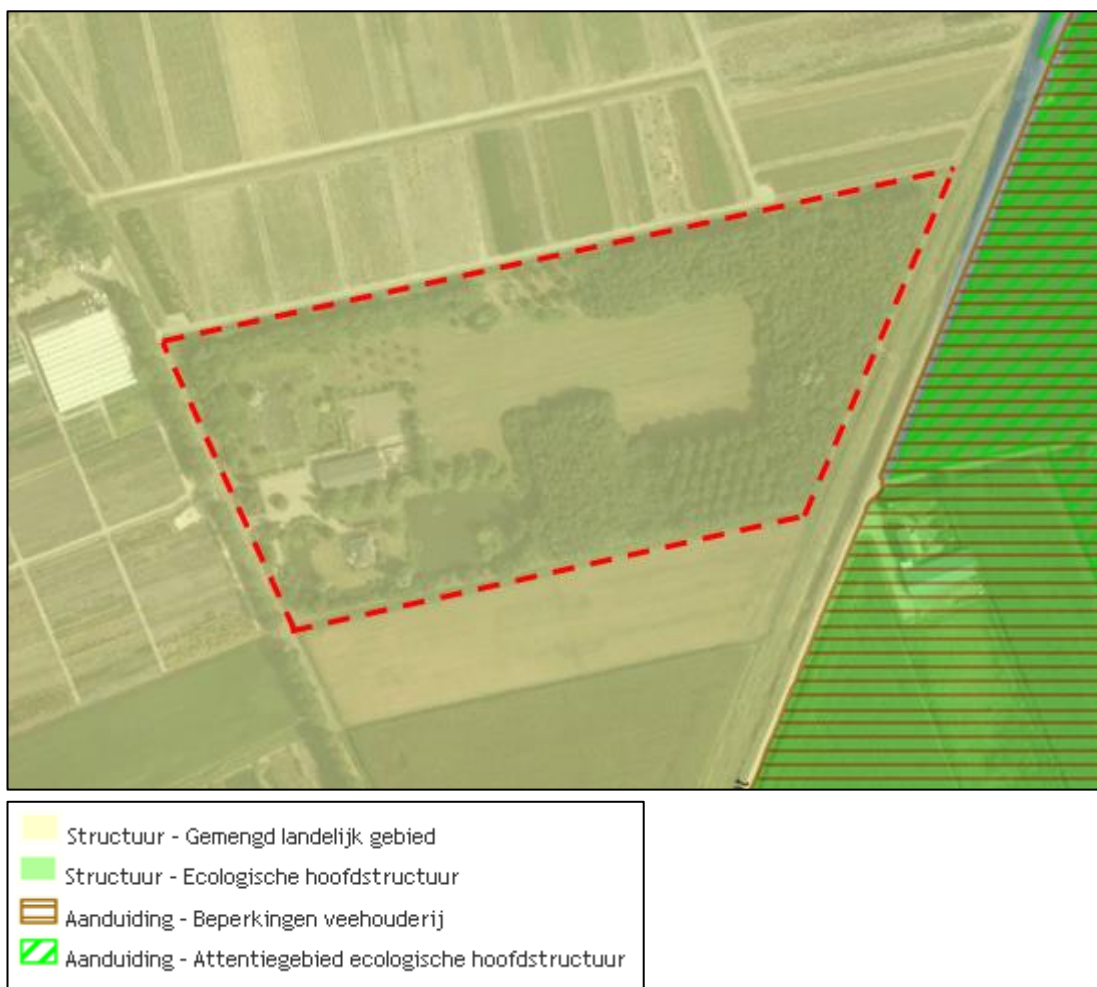 Structuur - Gemengd landelijk gebied
Structuur - Ecologische hoofdstructuur
Aanduiding - Beperkingen veehouderij
Aanduiding - Attentiegebied ecologische hoofdstructuur